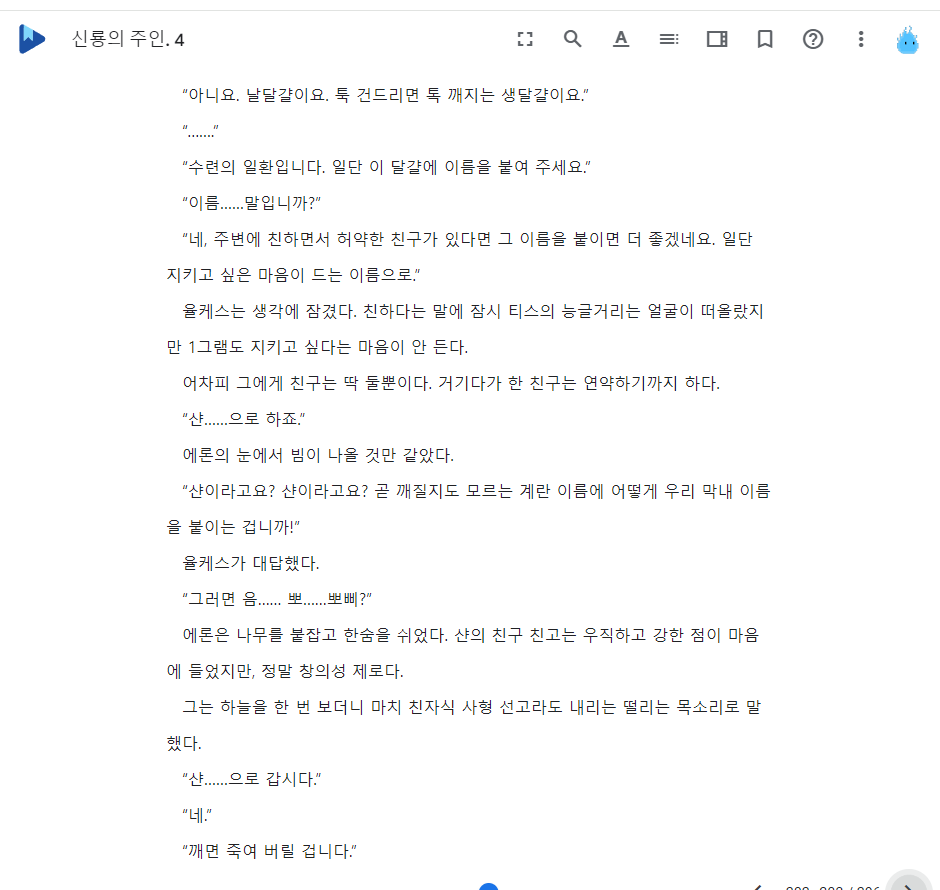 신룡의 주인. 4
“아니요. 날달걀이요. 툭 건드리면 톡 깨지는 생달걀이요.”
“…….”
“수련의 일환입니다. 일단 이 달걀에 이름을 붙여 주세요.”
“이름……말입니까?”
“네, 주변에 친하면서 허약한 친구가 있다면 그 이름을 붙이면 더 좋겠네요. 일단
지키고 싶은 마음이 드는 이름으로.”
율케스는 생각에 잠겼다. 친하다는 말에 잠시 티스의 능글거리는 얼굴이 떠올랐지
만 1그램도 지키고 싶다는 마음이 안 든다.
어차피 그에게 친구는 딱 둘뿐이다. 거기다가 한 친구는 연약하기까지 하다.
“샨……으로 하죠.”
에론의 눈에서 빔이 나올 것만 같았다.
“샨이라고요? 샨이라고요? 곧 깨질지도 모르는 계란 이름에 어떻게 우리 막내 이름
을 붙이는 겁니까!”
율케스가 대답했다.
“그러면 음…… 뽀……뽀삐?”
에론은 나무를 붙잡고 한숨을 쉬었다. 샨의 친구 친고는 우직하고 강한 점이 마음
에 들었지만, 정말 창의성 제로다.
그는 하늘을 한 번 보더니 마치 친자식 사형 선고라도 내리는 떨리는 목소리로 말
했다.
“샨……으로 갑시다.”
“네.”
“깨면 죽여 버릴 겁니다.”